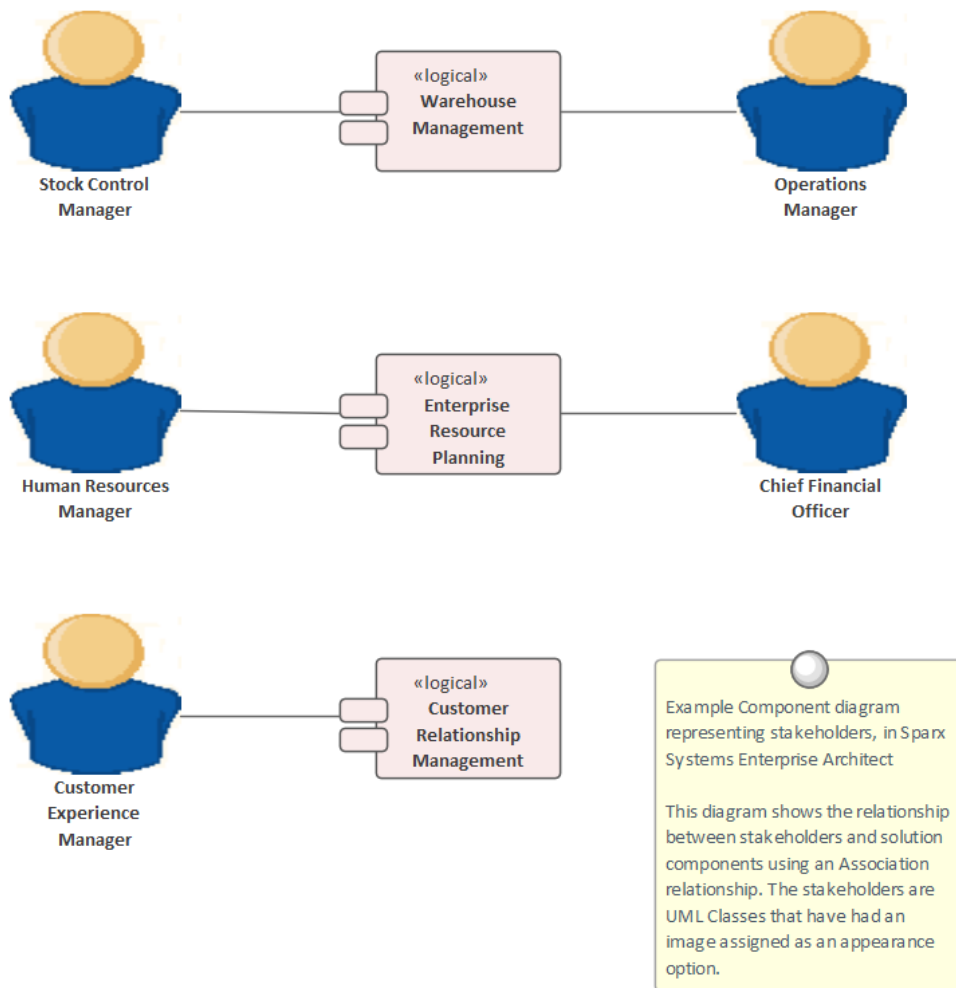 «logical»
Warehouse
Management
Stock Control
Manager
Operations
Manager
«logical»
Enterprise
Resource
Planning
Human Resources
Manager
Chief Financial
Officer
«logical»
Customer
Relationship
Management
Customer
Experience
Manager
Example Component diagram
representing stakeholders, in Sparx
Systems Enterprise Architect
This diagram shows the relationship
between stakeholders and solution
components using an Association
relationship. The stakeholders are
UML Classes that have had an
image assigned as an appearance
option.